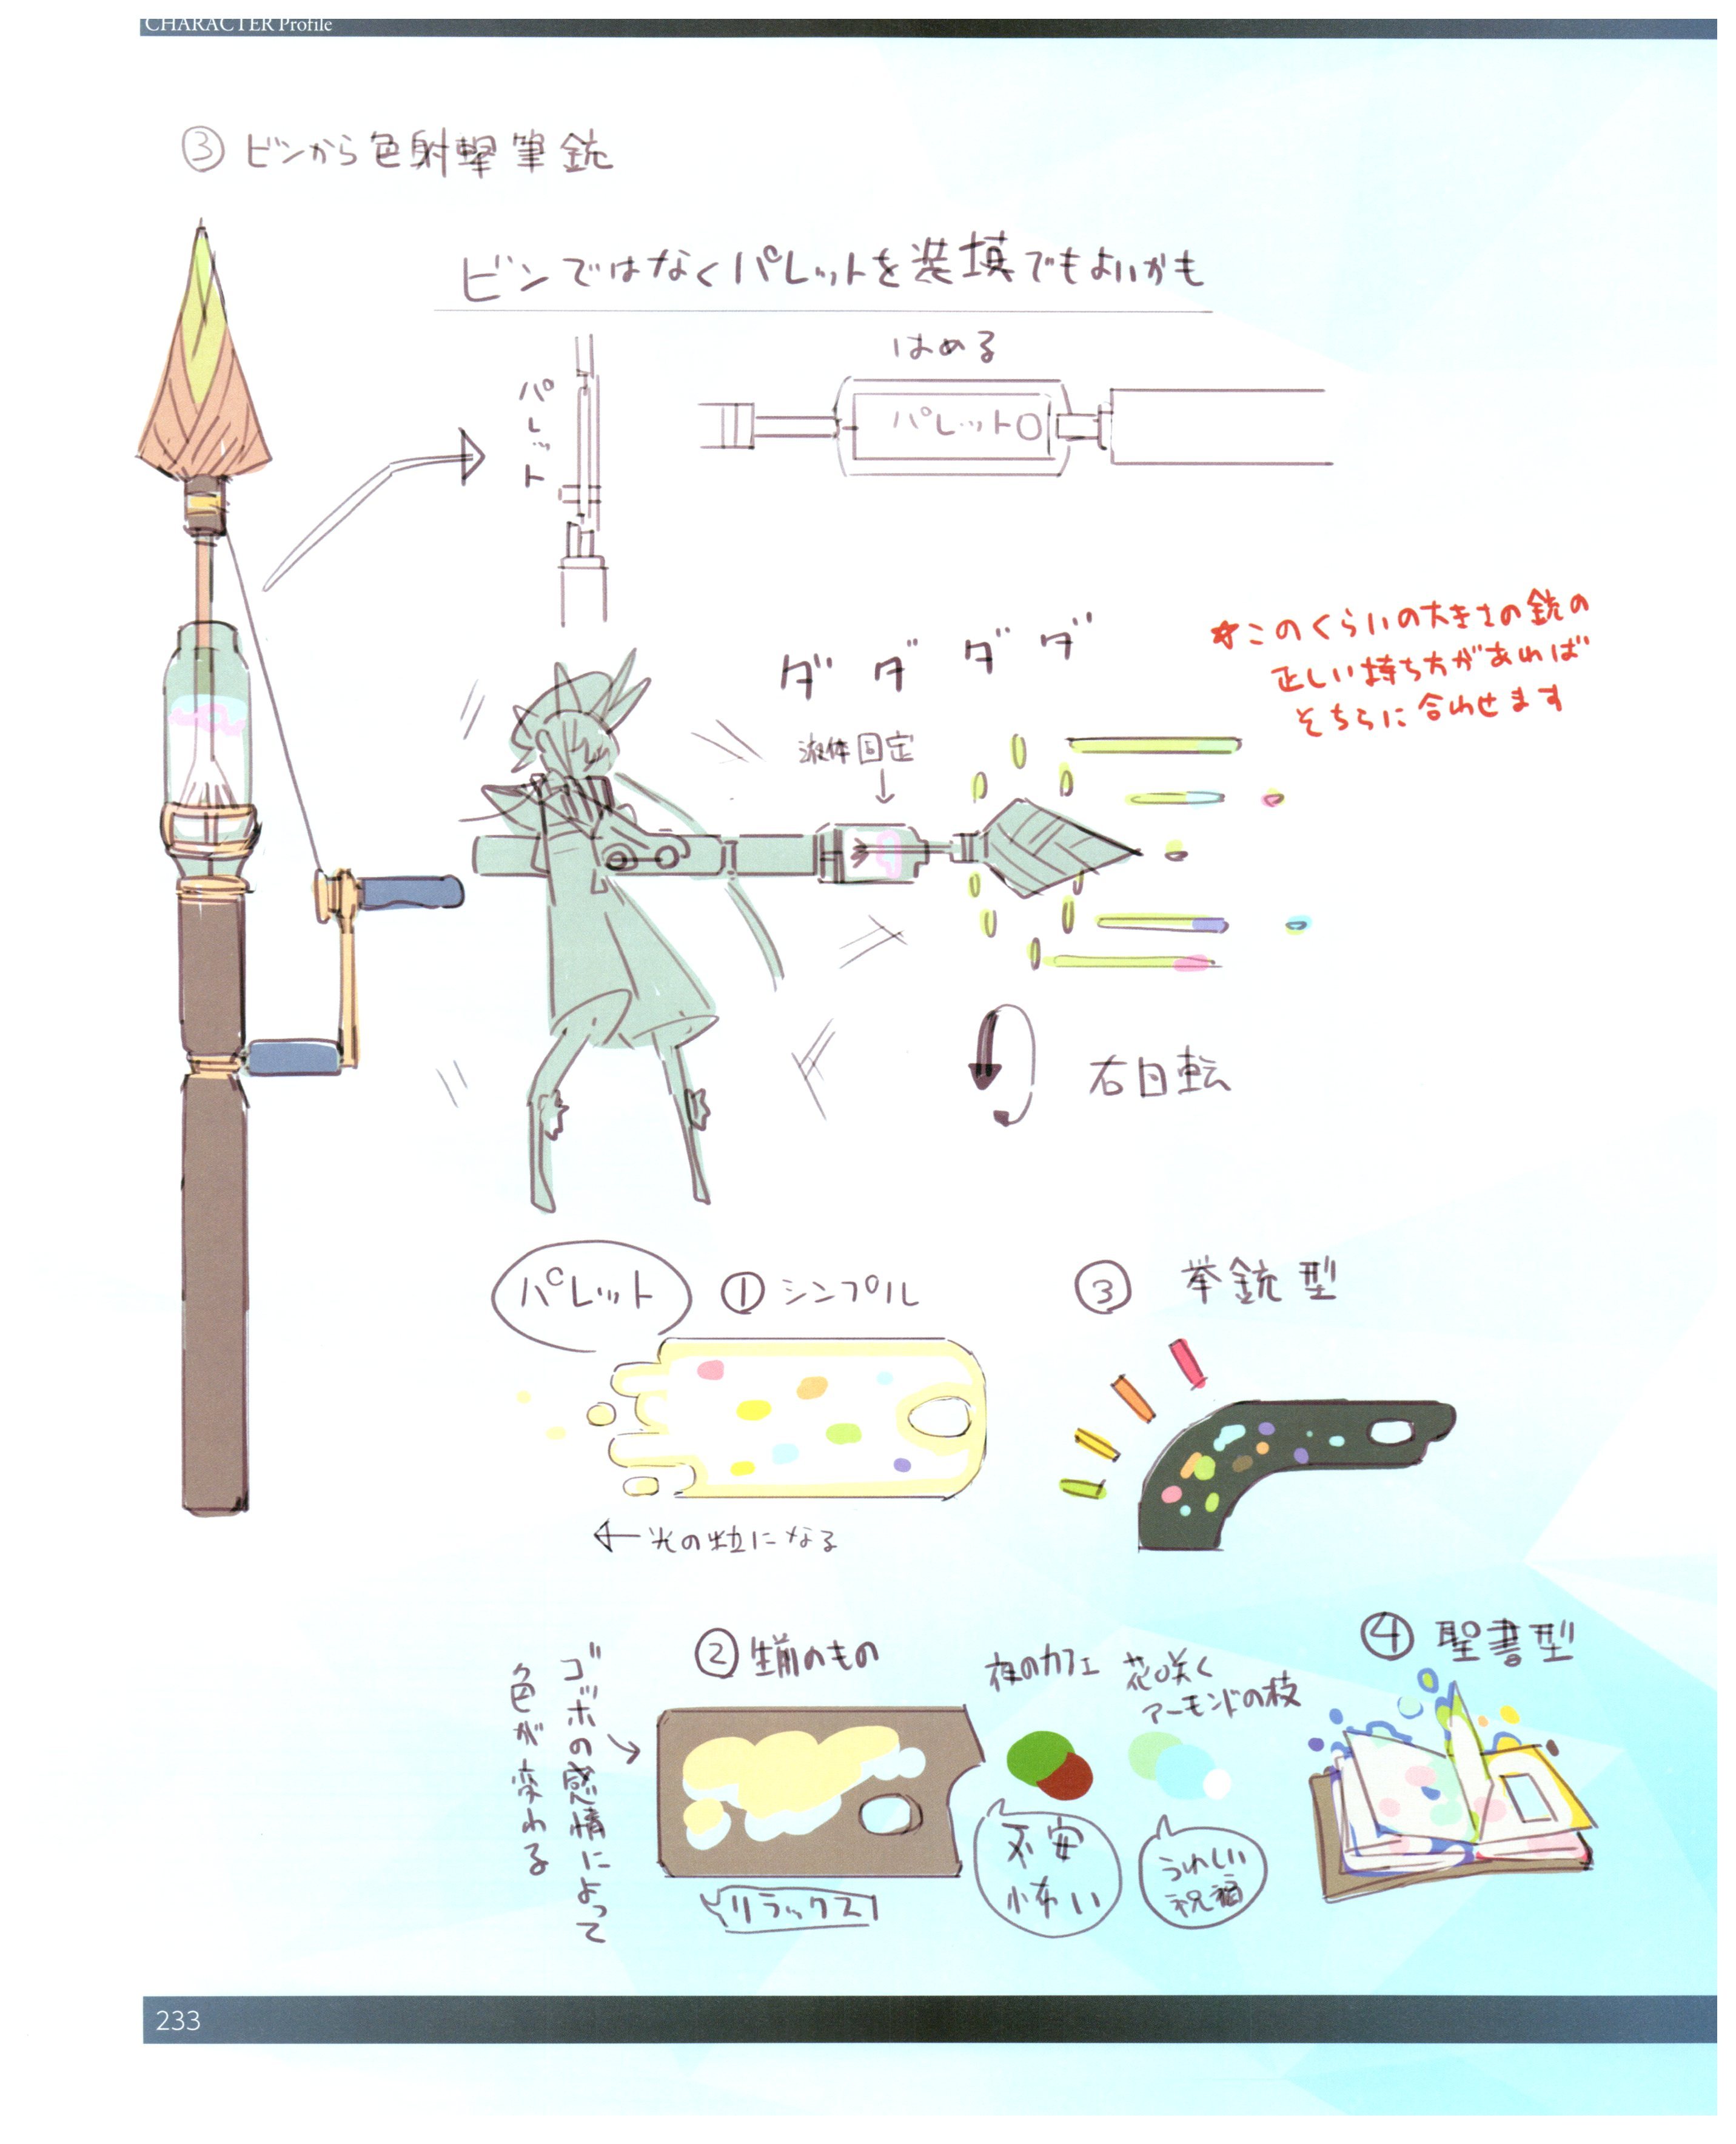 CHARACTER Profile
③ ビンから色射撃筆銃
ビンではなくパレットを装填でもよいかも
はめる
パレット
パレット
★このくらいの大きさの銃の
正しい持ち方があれば
そちらに合わせます
ダダダダ
液体固定
右回転
パレット
① シンプル
③ 拳銃型
←光の粒になる
② 生前のもの
ゴッホの感情によって
色が変わる
リラックス
夜のカフェ
不安
怖い
花咲く
アーモンドの枝
うれしい
祝福
④ 聖書型
233